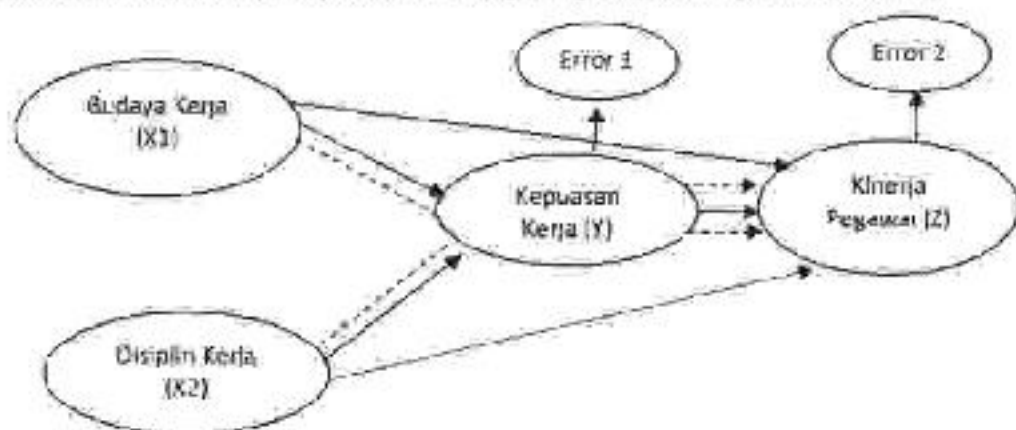 Error 1
Error 2
Budaya Kerja
(X1)
Kepuasan
Kerja (Y)
Kinerja
Pegawai (Z)
Disiplin Kerja
(X2)